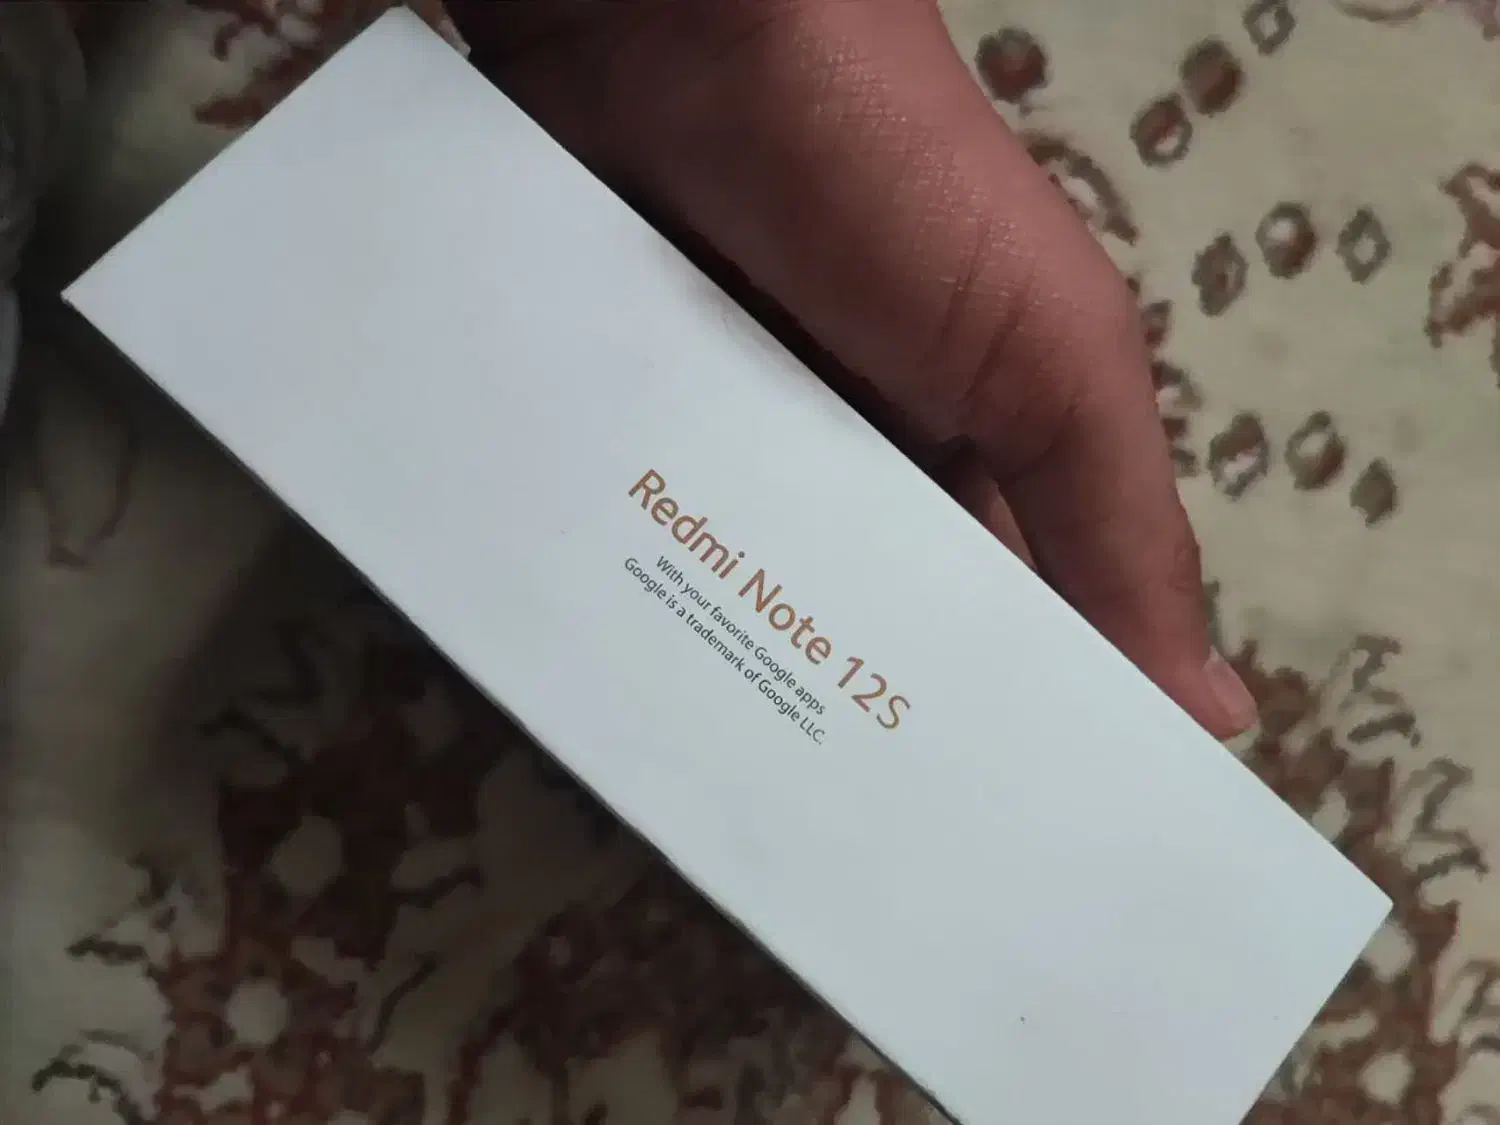 Redmi Note 12S
With your favorite Google apps
Google is a trademark of Google LLC.